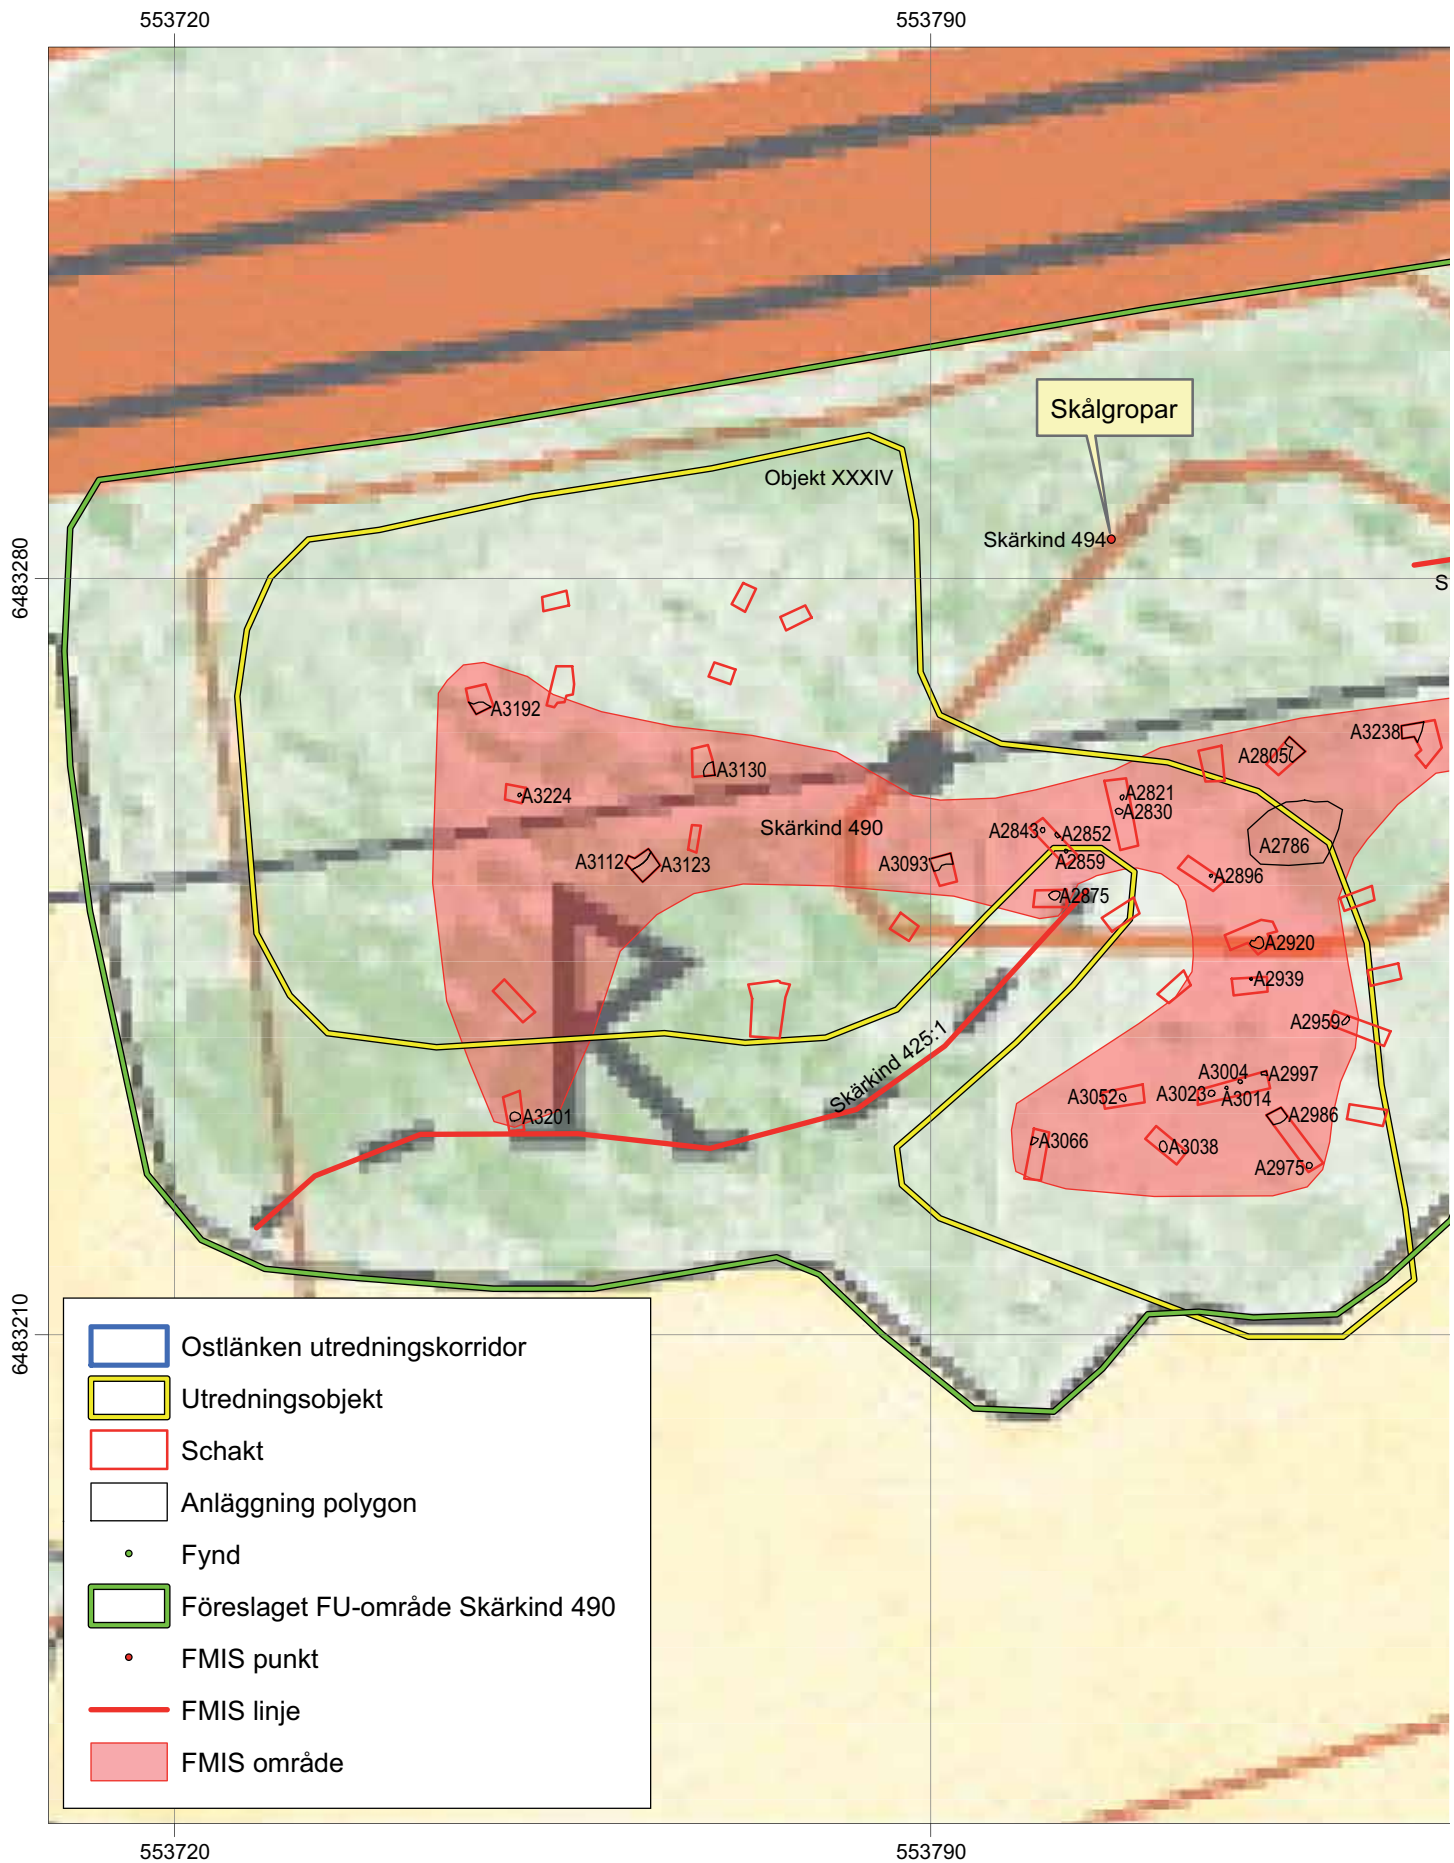 553720 553790
Skålgropar
Objekt XXXIV
Skärkind 494
6483280
S
A3192
A3238
A2805
A3130
A3224
A2821
A2830
Skärkind 490
A2843 A2852
A2786
A3112 A3123
A3093 A2859
A2896
A2875
A2920
A2939
A2959
Skärkind 425:1
A3004 A2997
A3052 A3023 A3014
A3201
A2986
A3066 A3038
A2975
6483210
Ostlänken utredningskorridor
Utredningsobjekt
Schakt
Anläggning polygon
Fynd
Föreslaget FU-område Skärkind 490
FMIS punkt
FMIS linje
FMIS område
553720 553790